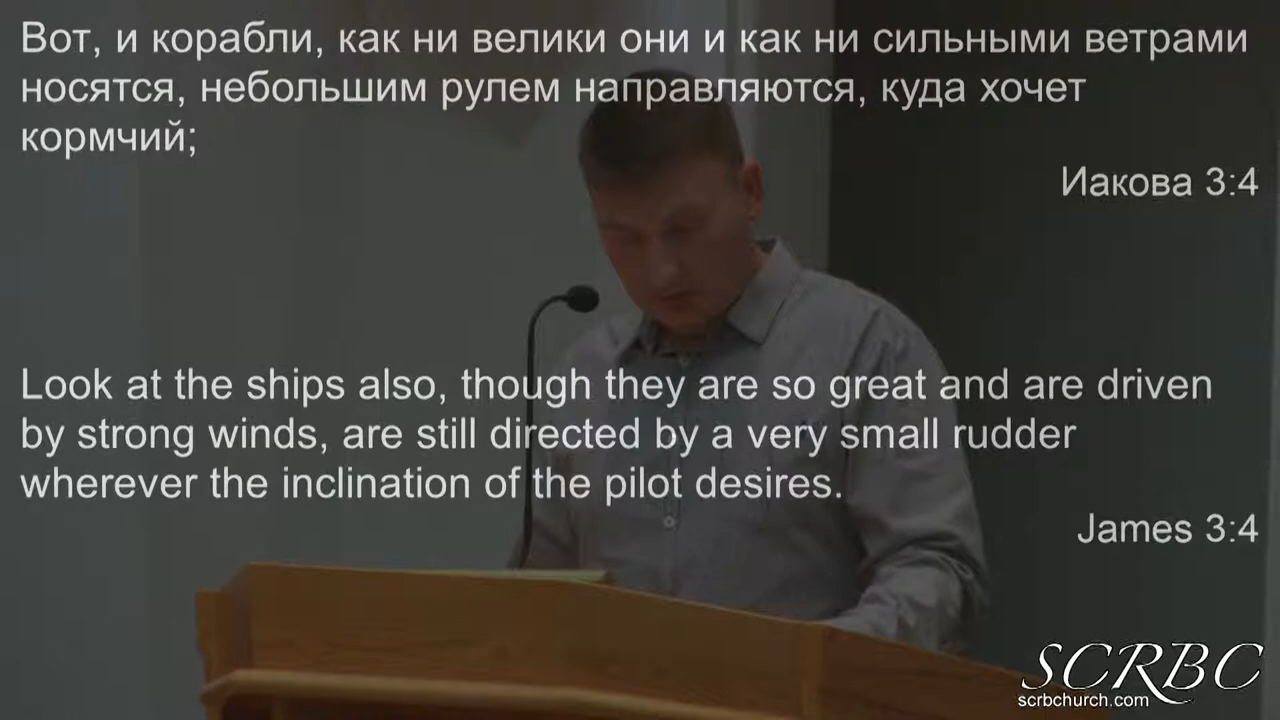 Вот, и корабли, как ни велики они и как ни сильными ветрами
носятся, небольшим рулем направляются, куда хочет
кормчий;
Иакова 3:4
Look at the ships also, though they are so great and are driven
by strong winds, are still directed by a very small rudder
wherever the inclination of the pilot desires.
James 3:4
SCRBC
scrbchurch.com